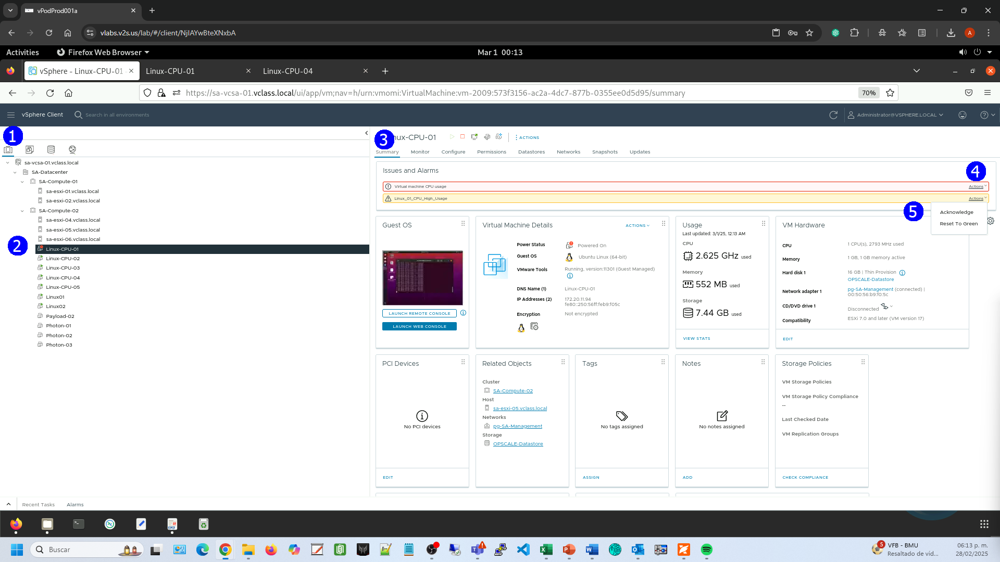 vPodProd001a
vlabs.v2s.us/lab/#/client/NjIAYwBteXNxbA
A
Activities
Firefox Web Browser
Mar 1 00:13
vSphere - Linux-CPU-01 -
Linux-CPU-01
Linux-CPU-04
https://sa-vcsa-01.vclass.local/ui/app/vm;nav=h/urn:vmomi:VirtualMachine:vm-2009:573f3156-ac2a-4dc7-877b-0355ee0d5d95/summary
70%
vSphere Client
Search in all environments
Administrator@VSPHERE.LOCAL
1
sa-vcsa-01.vclass.local
SA-Datacenter
SA-Compute-01
sa-esxi-01.vclass.local
sa-esxi-02.vclass.local
SA-Compute-02
sa-esxi-04.vclass.local
sa-esxi-05.vclass.local
sa-esxi-06.vclass.local
2
Linux-CPU-01
Linux-CPU-02
Linux-CPU-03
Linux-CPU-04
Linux-CPU-05
Linux01
Linux02
Payload-02
Photon-01
Photon-02
Photon-03
3
nux-CPU-01
ACTIONS
Summary
Monitor
Configure
Permissions
Datastores
Networks
Snapshots
Updates
Issues and Alarms
4
Virtual machine CPU usage
Actions
Linux_01_CPU_High_Usage
Actions
5
Acknowledge
Reset To Green
Guest OS
LAUNCH REMOTE CONSOLE
LAUNCH WEB CONSOLE
Virtual Machine Details
ACTIONS
Power Status
Powered On
Guest OS
Ubuntu Linux (64-bit)
VMware Tools
Running, version:11301 (Guest Managed)
DNS Name (1)
Linux-CPU-01
IP Addresses (2)
172.20.11.94
fe80::250:56ff:feb9:f05c
Encryption
Not encrypted
Usage
Last updated: 3/1/25, 12:13 AM
CPU
2.625 GHz used
Memory
552 MB used
Storage
7.44 GB used
VIEW STATS
VM Hardware
CPU
1 CPU(s), 2793 MHz used
Memory
1 GB, 1 GB memory active
Hard disk 1
16 GB | Thin Provision
OPSCALE-Datastore
Network adapter 1
pg-SA-Management (connected) |
00:50:56:b9:f0:5c
CD/DVD drive 1
Disconnected
Compatibility
ESXi 7.0 and later (VM version 17)
EDIT
PCI Devices
No PCI devices
EDIT
Related Objects
Cluster
SA-Compute-02
Host
sa-esxi-05.vclass.local
Networks
pg-SA-Management
Storage
OPSCALE-Datastore
Tags
No tags assigned
ASSIGN
Notes
No notes assigned
ADD
Storage Policies
VM Storage Policies
VM Storage Policy Compliance
--
Last Checked Date
VM Replication Groups
CHECK COMPLIANCE
Recent Tasks
Alarms
Buscar
5
VFB - BMU
Resaltado de víd...
06:13 p. m.
28/02/2025